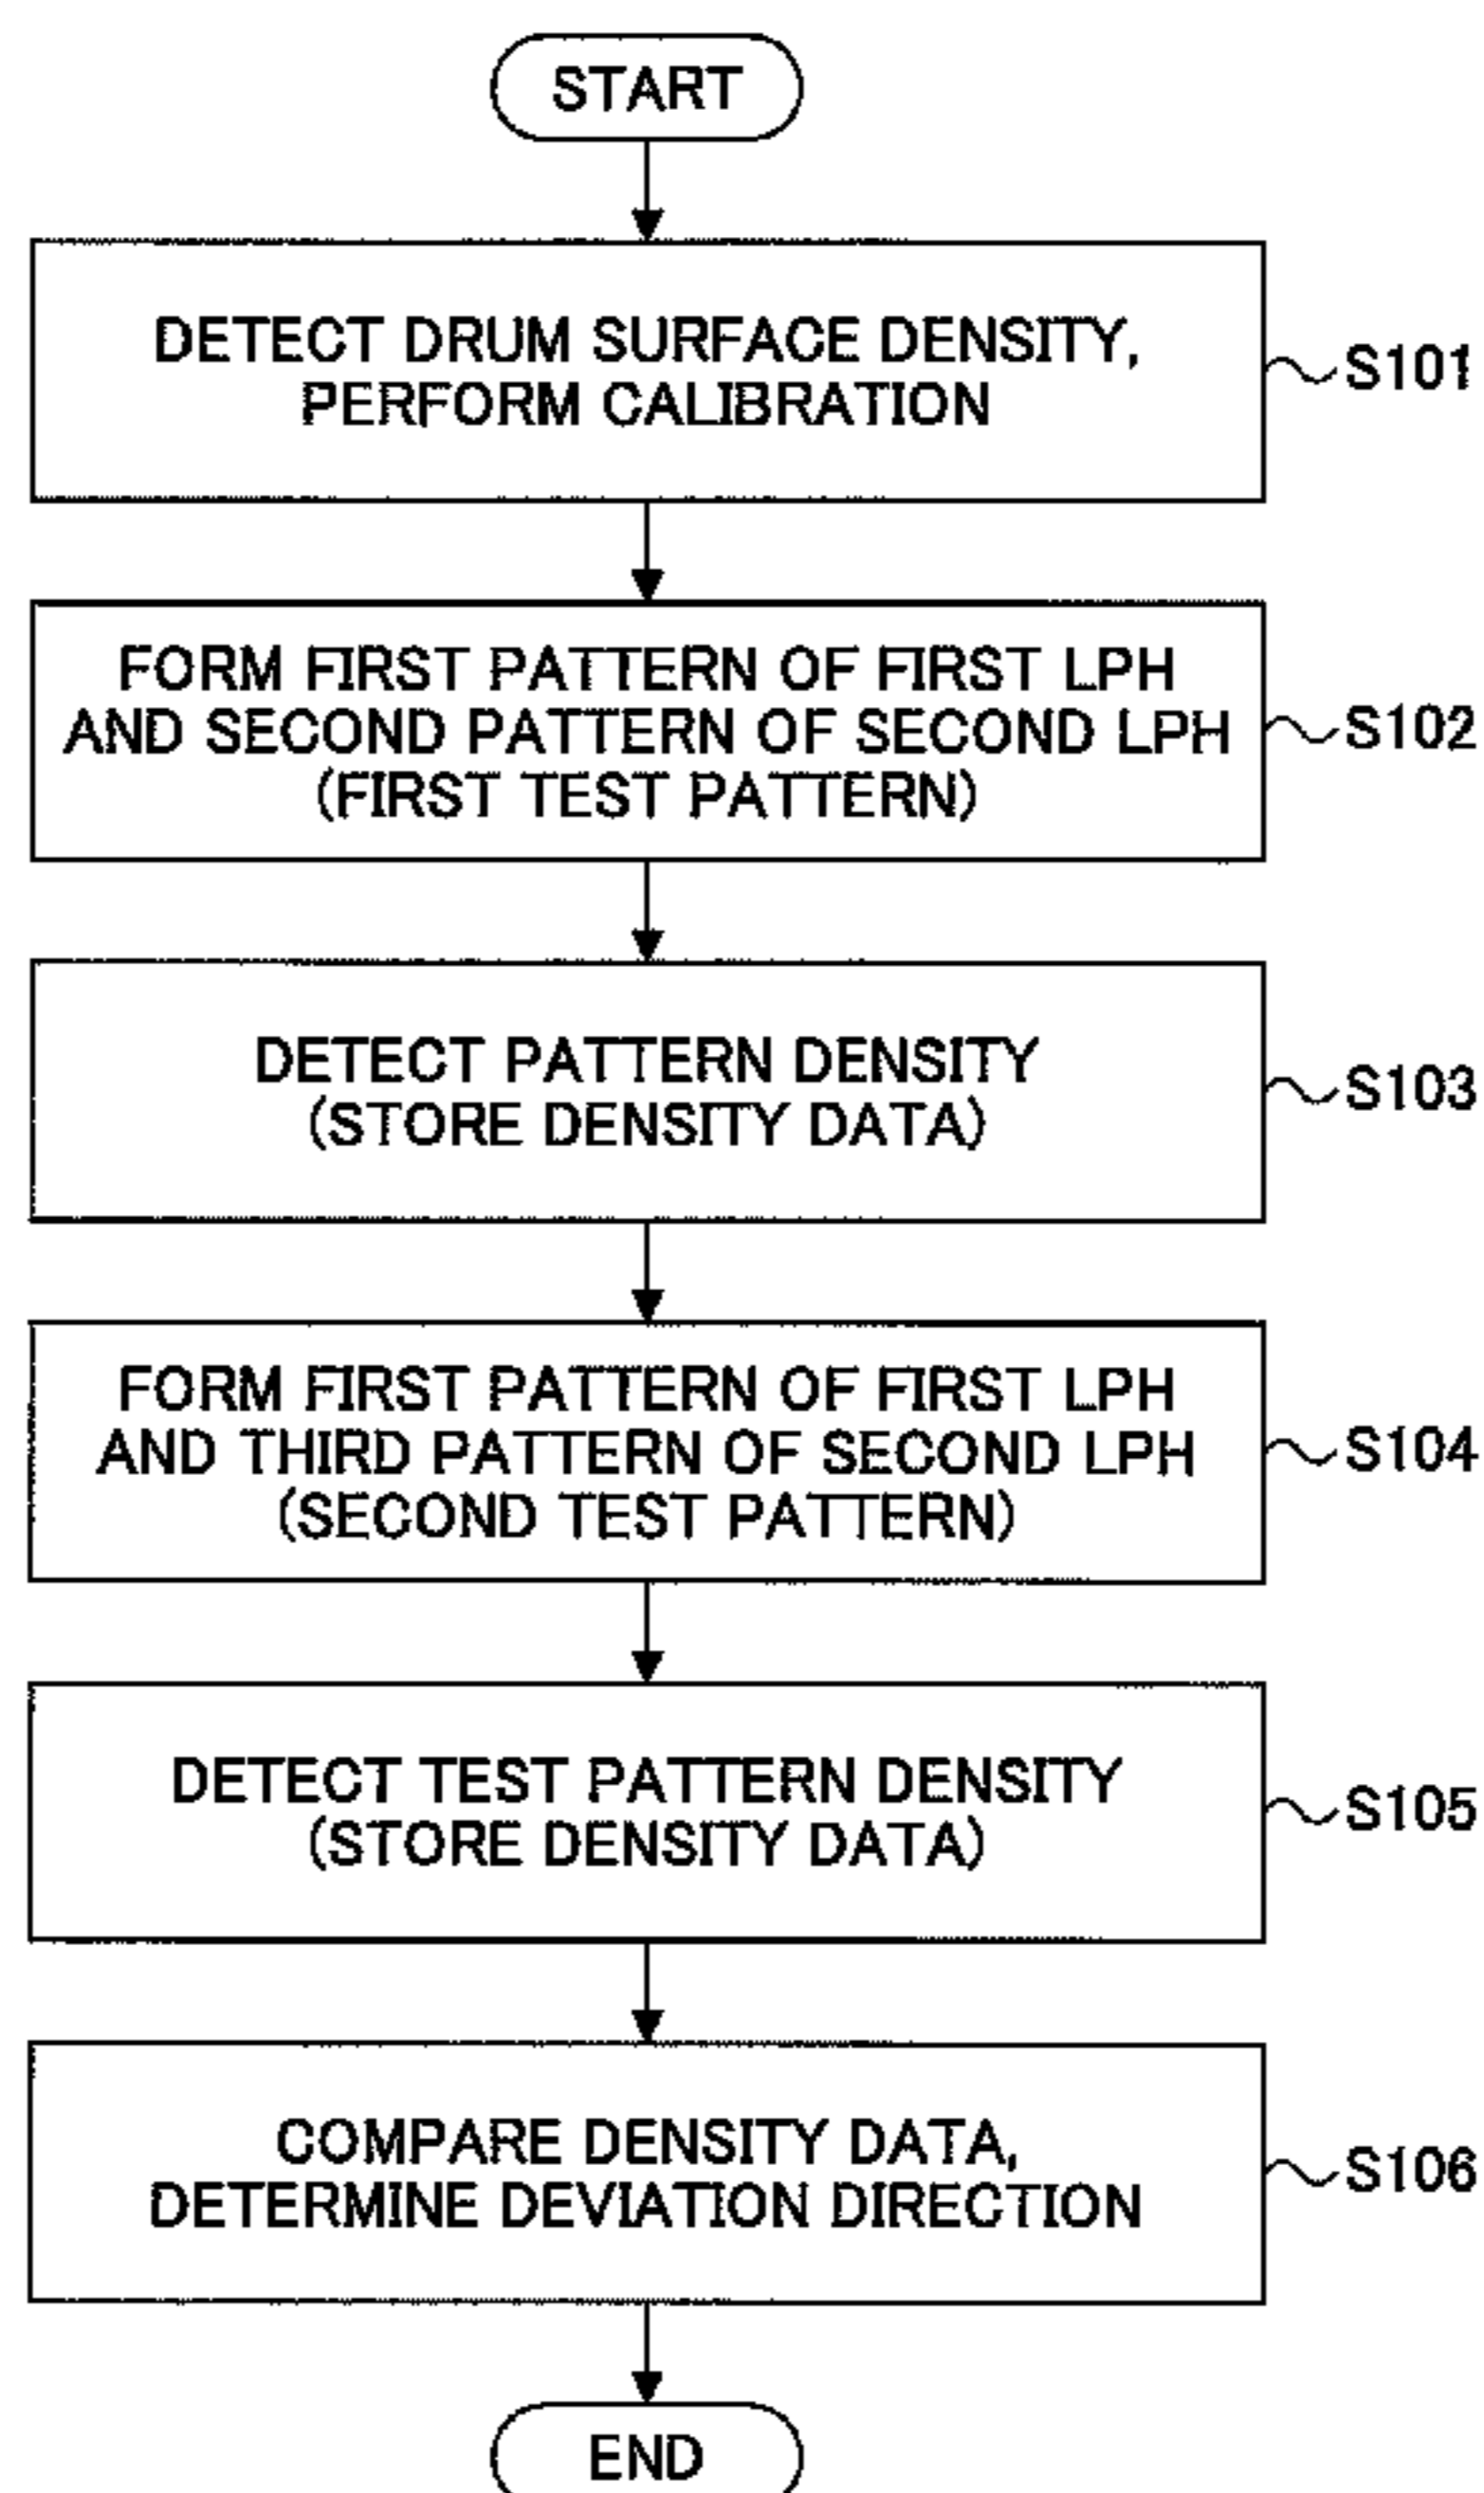 START
DETECT DRUM SURFACE DENSITY,
PERFORM CALIBRATION
S101
FORM FIRST PATTERN OF FIRST LPH
AND SECOND PATTERN OF SECOND LPH
(FIRST TEST PATTERN)
S102
DETECT PATTERN DENSITY
(STORE DENSITY DATA)
S103
FORM FIRST PATTERN OF FIRST LPH
AND THIRD PATTERN OF SECOND LPH
(SECOND TEST PATTERN)
S104
DETECT TEST PATTERN DENSITY
(STORE DENSITY DATA)
S105
COMPARE DENSITY DATA,
DETERMINE DEVIATION DIRECTION
S106
END